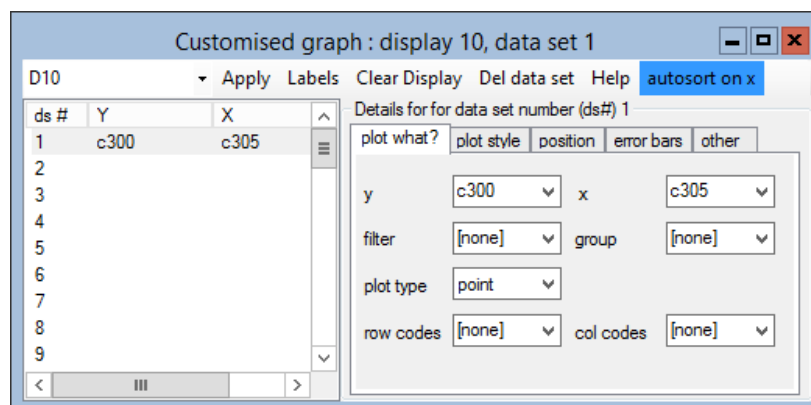 Customised graph : display 10, data set 1
D10 Apply Labels Clear Display Del data set Help autosort on x
ds # Y X
1 c300 c305
2
3
4
5
6
7
8
9
Details for for data set number (ds#) 1
plot what? plot style position error bars other
y c300 x c305
filter [none] group [none]
plot type point
row codes [none] col codes [none]